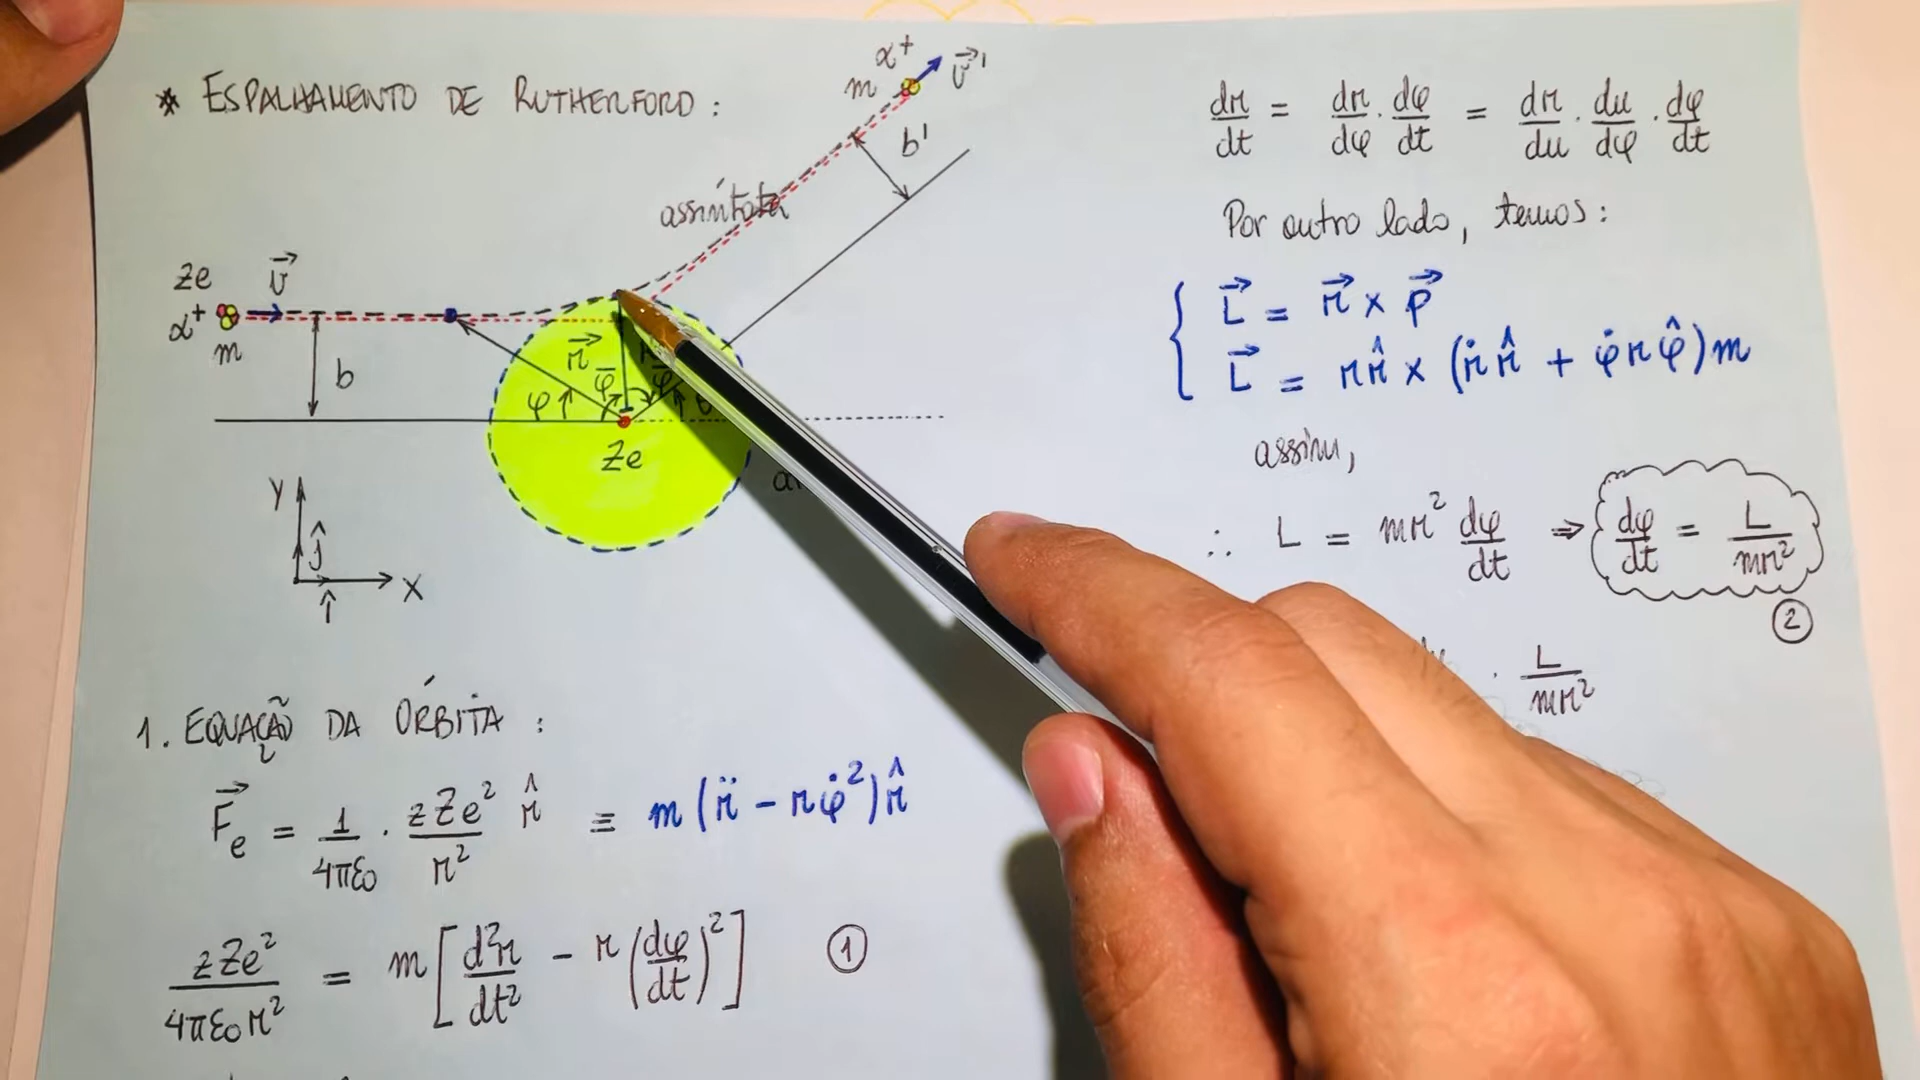 * ESPALHAMENTO DE RUTHERFORD:
α⁺
m
v⃗'
b'
assíntota
ze
v⃗
α⁺
m
b
r⃗
φ̄
φ
φ̄
θ
Ze
Y
ĵ
î
X
1. EQUAÇÃO DA ÓRBITA:
F⃗e = 1/4πε₀ · zZe²/r² r̂ ≡ m(r̈ − rφ̇²)r̂
zZe²/4πε₀r² = m[d²r/dt² − r(dφ/dt)²] ①
dr/dt = dr/dφ · dφ/dt = dr/du · du/dφ · dφ/dt
Por outro lado, temos:
L⃗ = r⃗ × p⃗
L⃗ = r r̂ × (ṙ r̂ + φ̇ r φ̂)m
assim,
∴ L = mr² dφ/dt ⇒ dφ/dt = L/mr²
②
· L/mr²